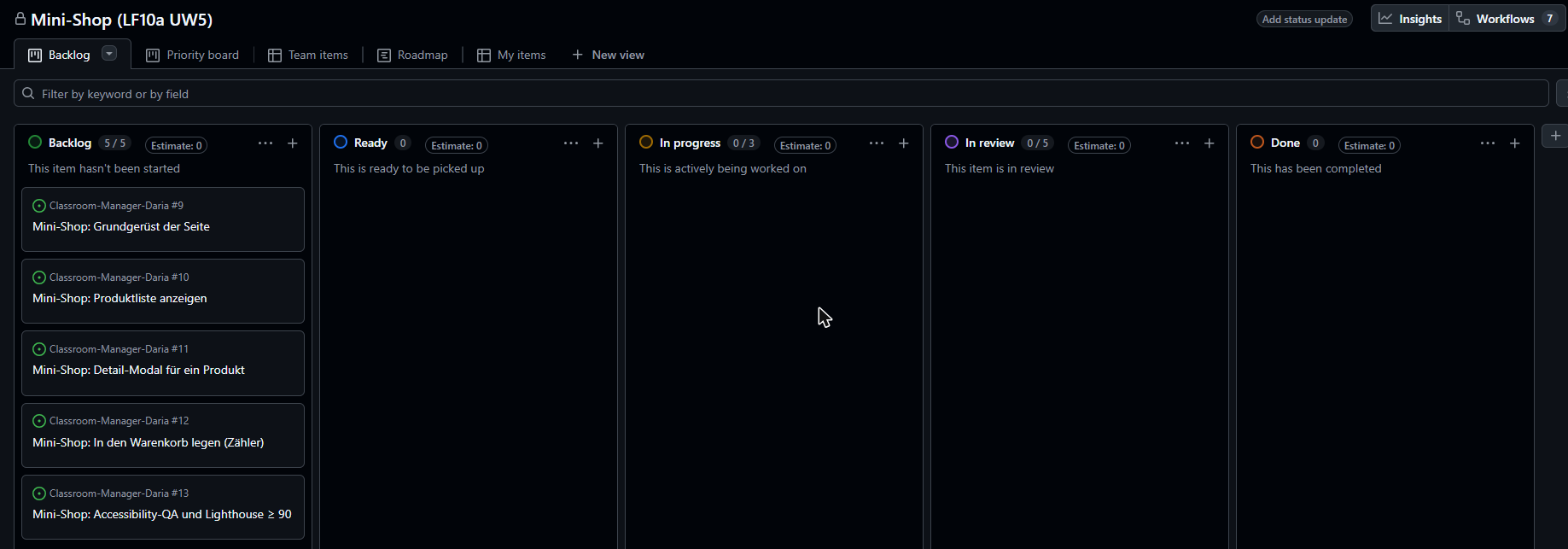 Mini-Shop (LF10a UW5)
Add status update
Insights
Workflows 7
Backlog
Priority board
Team items
Roadmap
My items
New view
Filter by keyword or by field
Backlog 5 / 5 Estimate: 0
This item hasn't been started
Classroom-Manager-Daria #9
Mini-Shop: Grundgerüst der Seite
Classroom-Manager-Daria #10
Mini-Shop: Produktliste anzeigen
Classroom-Manager-Daria #11
Mini-Shop: Detail-Modal für ein Produkt
Classroom-Manager-Daria #12
Mini-Shop: In den Warenkorb legen (Zähler)
Classroom-Manager-Daria #13
Mini-Shop: Accessibility-QA und Lighthouse ≥ 90
Ready 0 Estimate: 0
This is ready to be picked up
In progress 0 / 3 Estimate: 0
This is actively being worked on
In review 0 / 5 Estimate: 0
This item is in review
Done 0 Estimate: 0
This has been completed